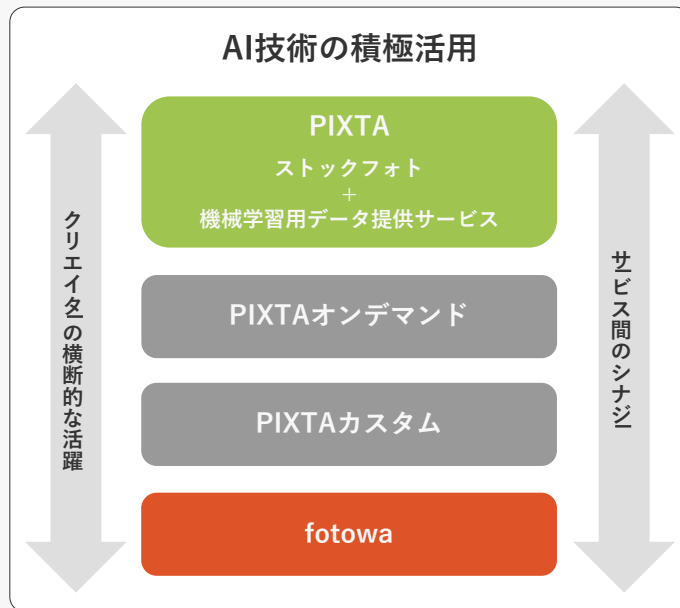 AI技術の積極活用
クリエイターの横断的な活躍
PIXTA
ストックフォト
＋
機械学習用データ提供サービス
PIXTAオンデマンド
PIXTAカスタム
fotowa
サービス間のシナジー